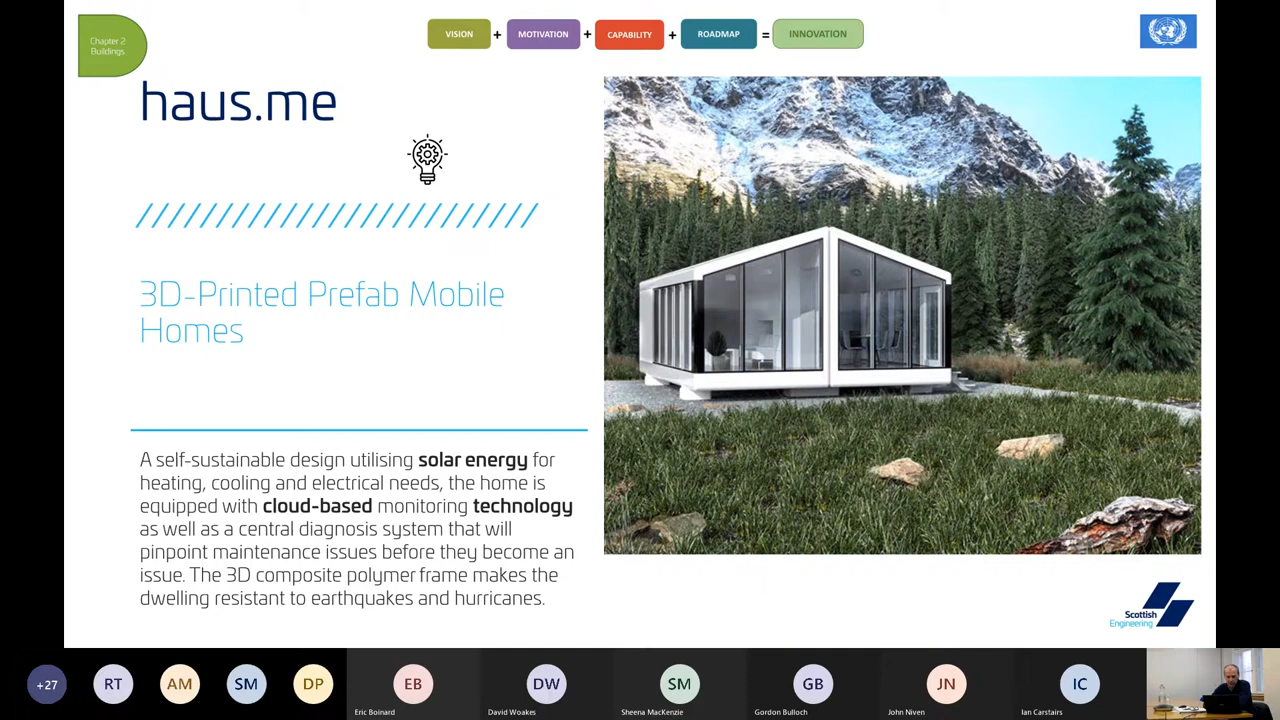 Chapter 2
Buildings
VISION + MOTIVATION + CAPABILITY + ROADMAP = INNOVATION
haus.me
3D-Printed Prefab Mobile
Homes
A self-sustainable design utilising solar energy for
heating, cooling and electrical needs, the home is
equipped with cloud-based monitoring technology
as well as a central diagnosis system that will
pinpoint maintenance issues before they become an
issue. The 3D composite polymer frame makes the
dwelling resistant to earthquakes and hurricanes.
Scottish
Engineering
+27 RT AM SM DP EB DW SM GB JN IC
Eric Boinard David Woakes Sheena MacKenzie Gordon Bulloch John Niven Ian Carstairs